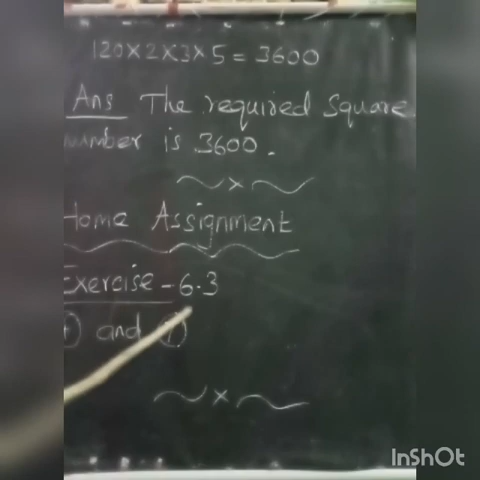 120×2×3×5=3600
Ans The required Square
number is 3600.
~×~
Home Assignment
Exercise-6.3
and
~×~
InShOt